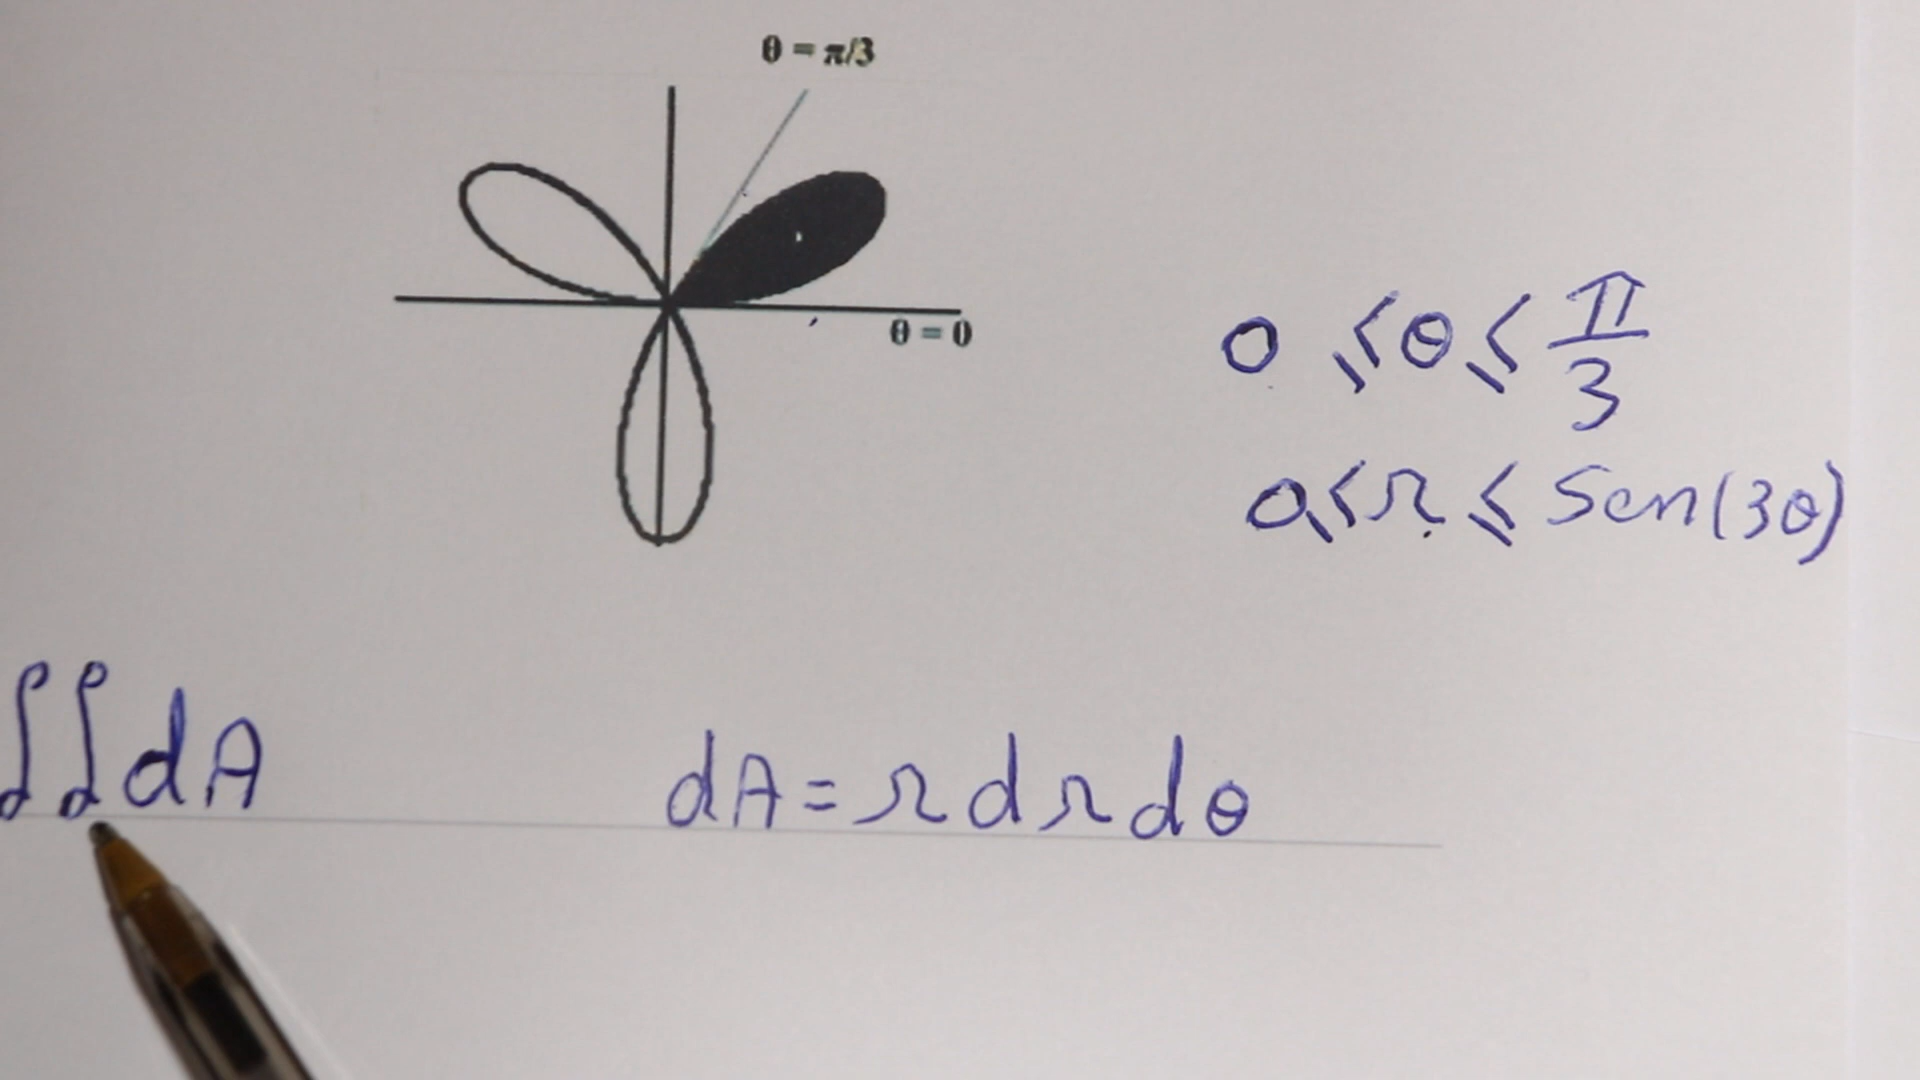 θ = π/3
θ = 0
0 ≤ θ ≤ π/3
0 ≤ r ≤ Sen(3θ)
∫∫ dA
dA = r dr dθ